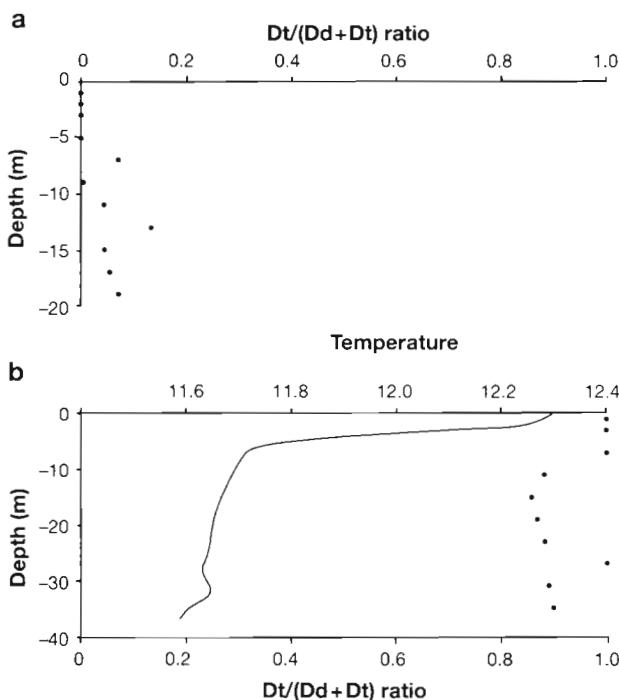 a
Dt/(Dd+Dt) ratio
0 0.2 0.4 0.6 0.8 1.0
0
−5
−10
−15
−20
Depth (m)
Temperature
b
11.6 11.8 12.0 12.2 12.4
0
−10
−20
−30
−40
Depth (m)
0 0.2 0.4 0.6 0.8 1.0
Dt/(Dd+Dt) ratio